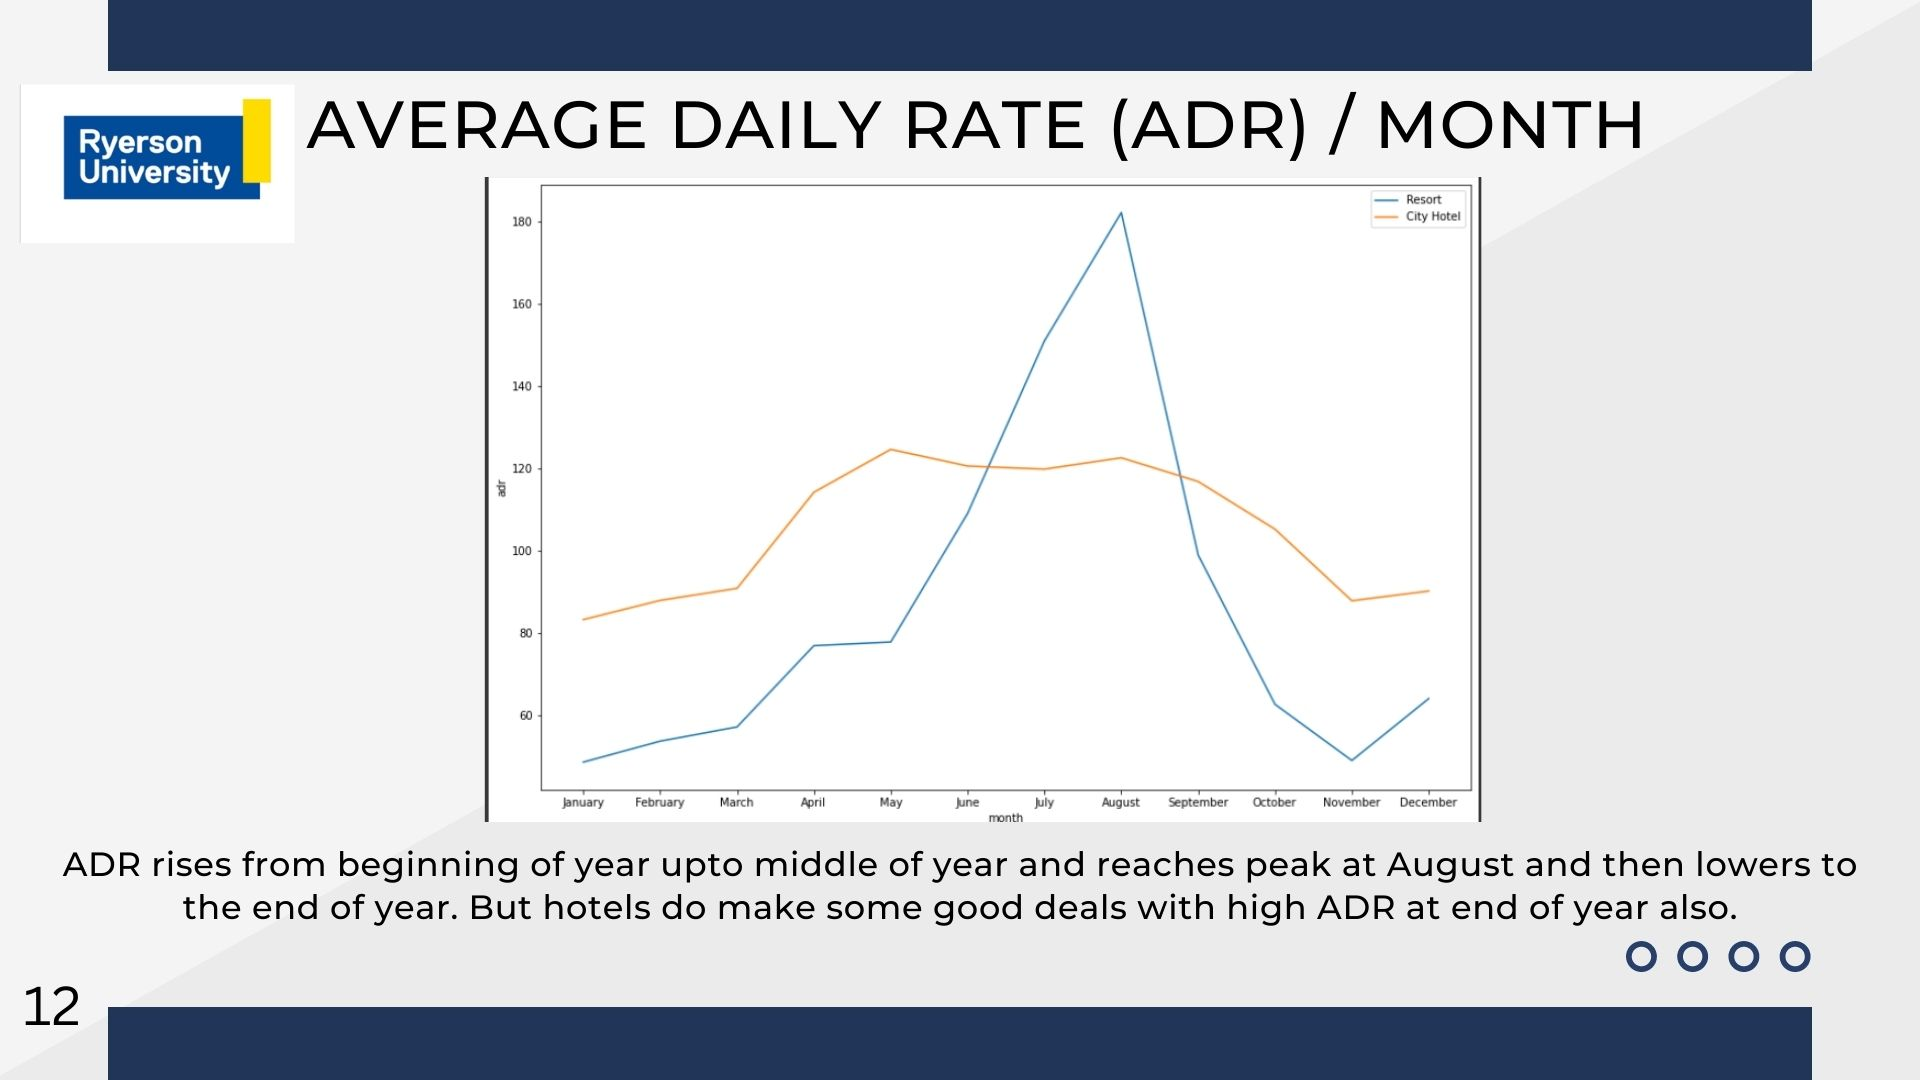 Ryerson
University
AVERAGE DAILY RATE (ADR) / MONTH
Resort
City Hotel
180
160
140
120
100
80
60
adr
January February March April May June July August September October November December
month
ADR rises from beginning of year upto middle of year and reaches peak at August and then lowers to
the end of year. But hotels do make some good deals with high ADR at end of year also.
12